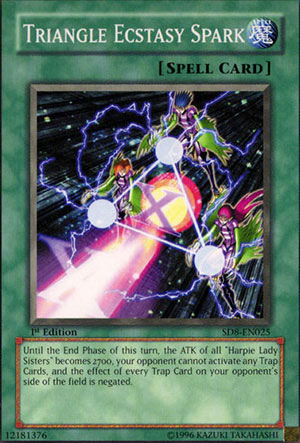 TRIANGLE ECSTASY SPARK 魔
[SPELL CARD]
1st Edition SD8-EN025
Until the End Phase of this turn, the ATK of all "Harpie Lady
Sisters" becomes 2700, your opponent cannot activate any Trap
Cards, and the effect of every Trap Card on your opponent's
side of the field is negated.
12181376 ©1996 KAZUKI TAKAHASHI